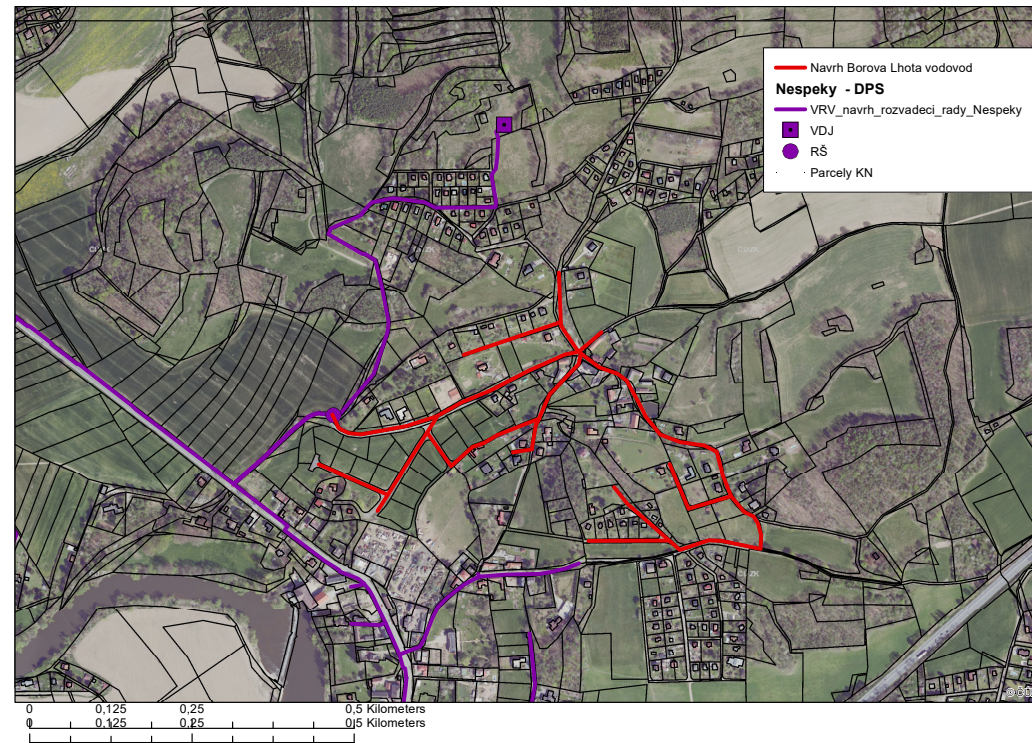 Navrh Borova Lhota vodovod
Nespeky - DPS
VRV_navrh_rozvadeci_rady_Nespeky
VDJ
RŠ
Parcely KN
0 0,125 0,25 0,5 Kilometers
0 0,125 0,25 0,5 Kilometers